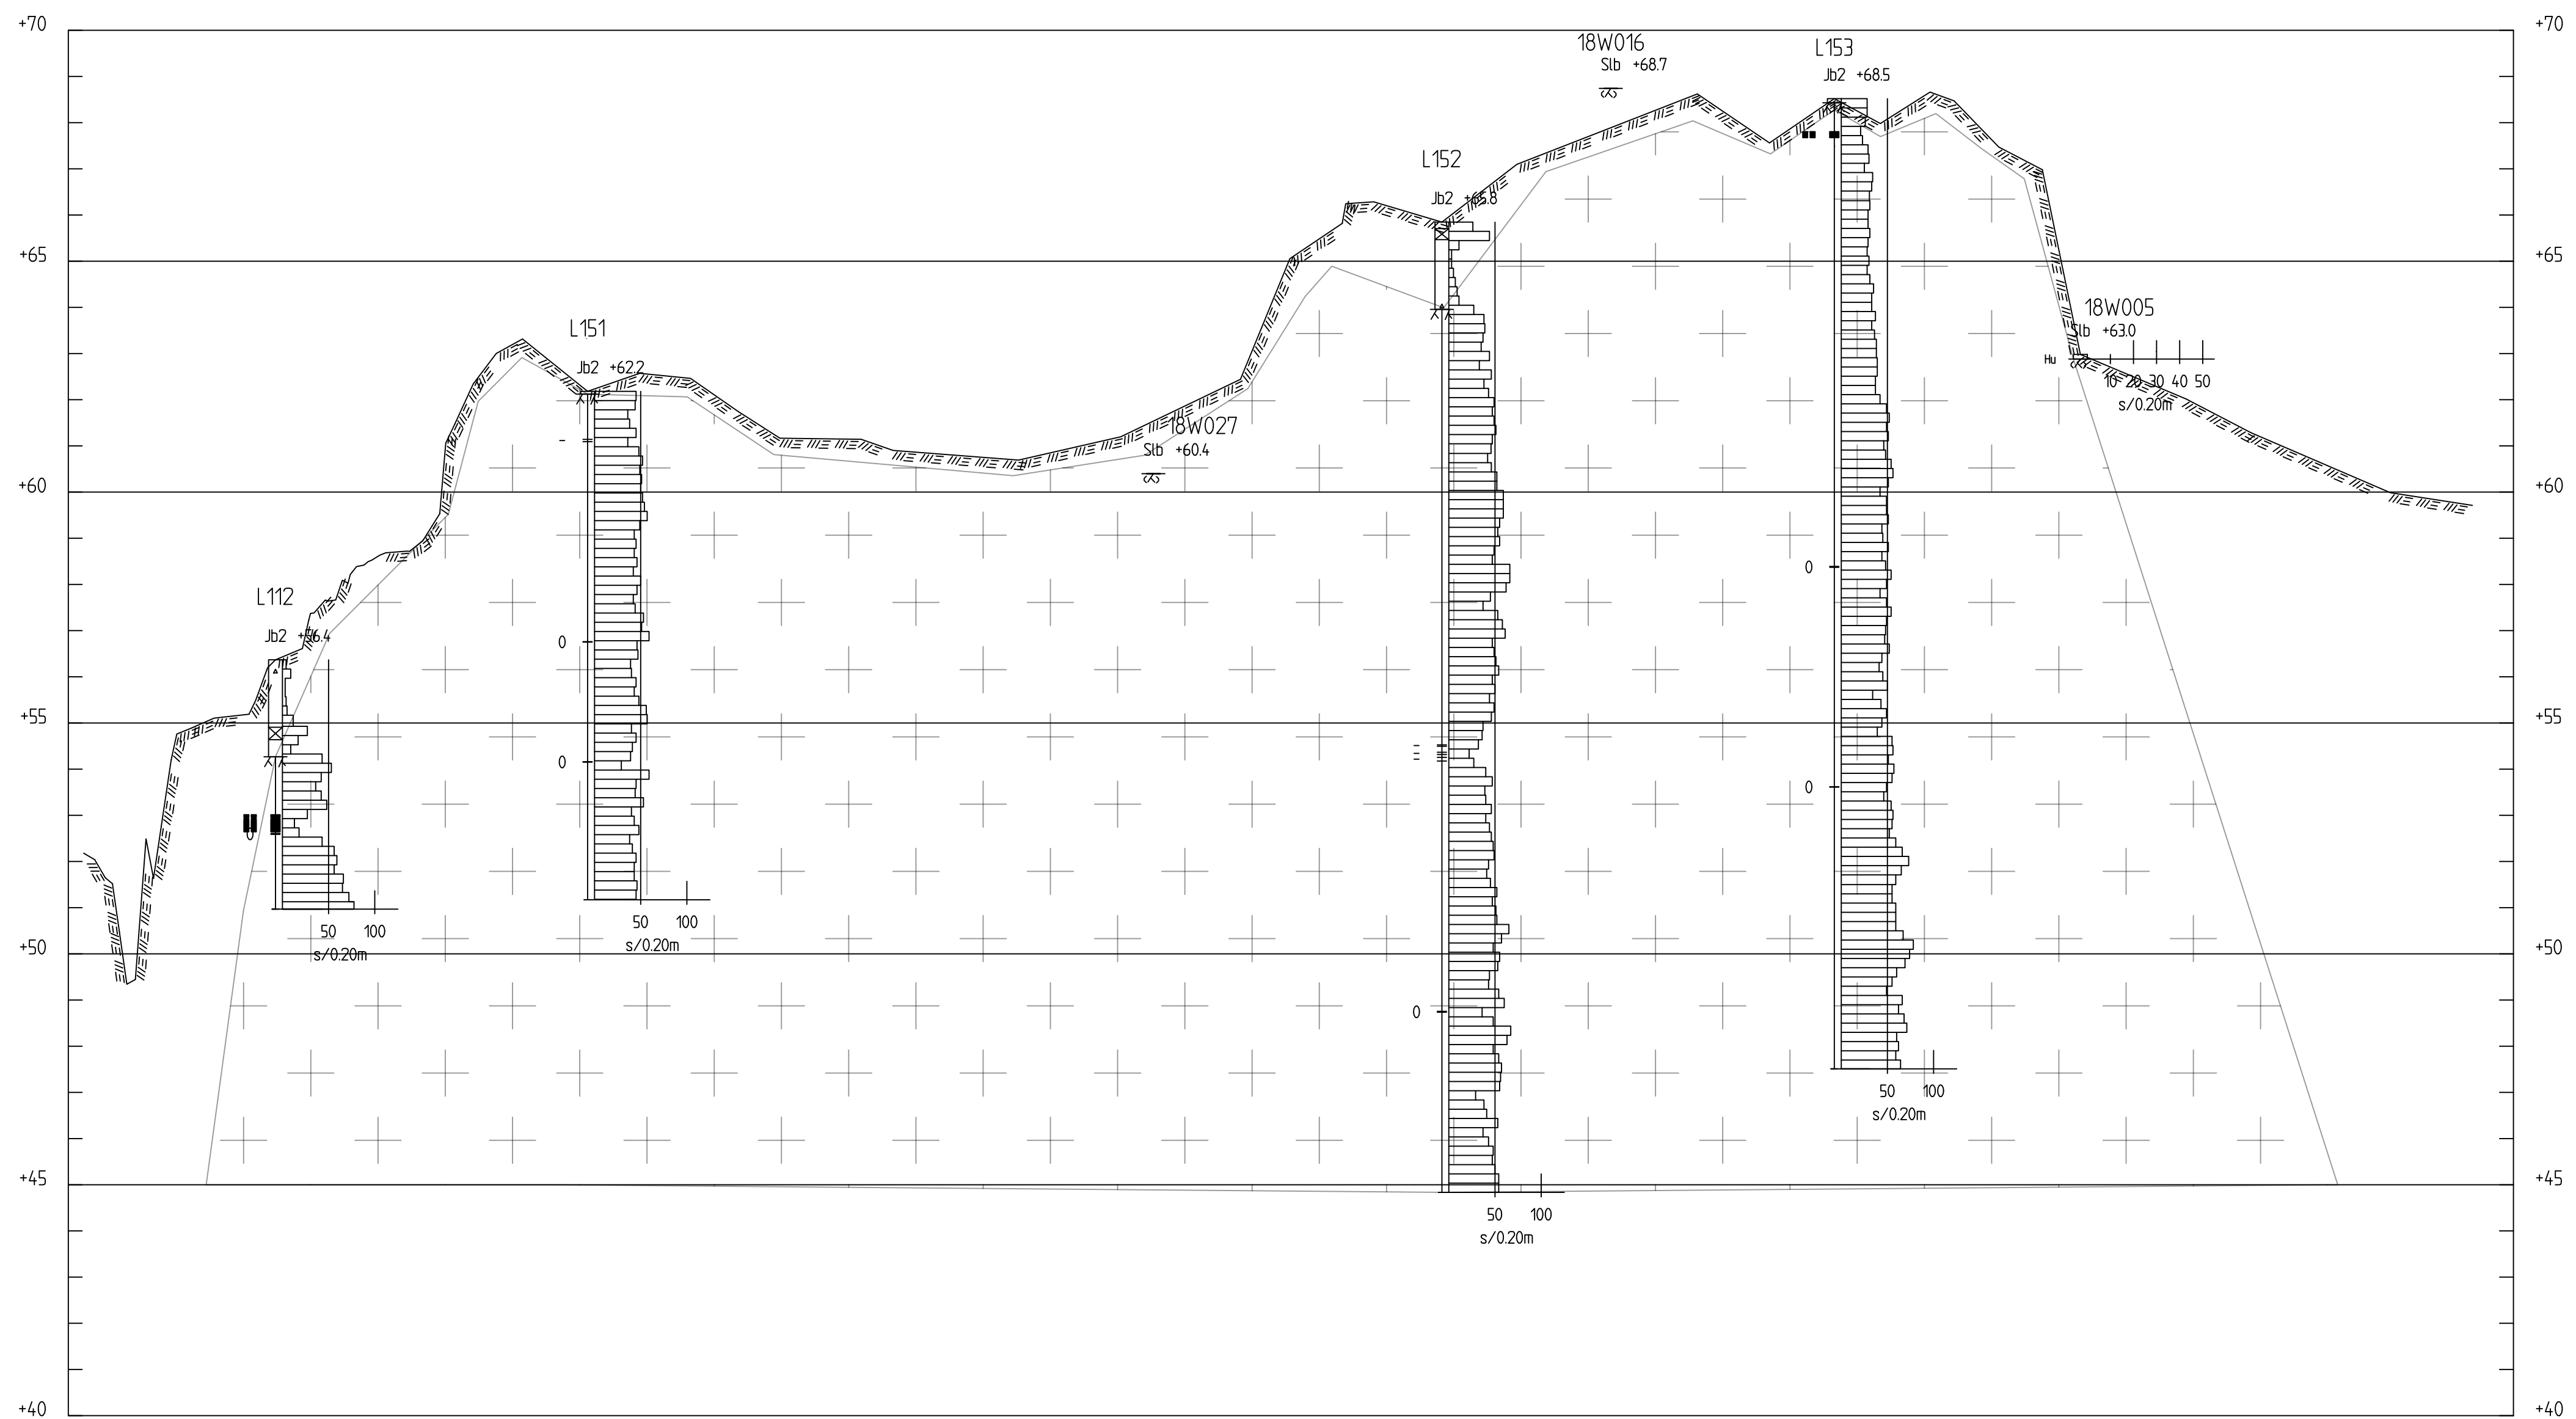 +70 +70
18W016
L153
Slb +68.7
Jb2 +68.5
L152
Jb2 +65.8
+65 +65
18W005
L151
Slb +63.0
Hu
Jb2 +62.2
10 20 30 40 50
s/0.20m
18W027
Slb +60.4
+60 +60
0
L112
Jb2 +56.4
0
+55 +55
0
0
50 100
50 100
s/0.20m
s/0.20m
+50 +50
0
50 100
s/0.20m
+45 +45
50 100
s/0.20m
+40 +40